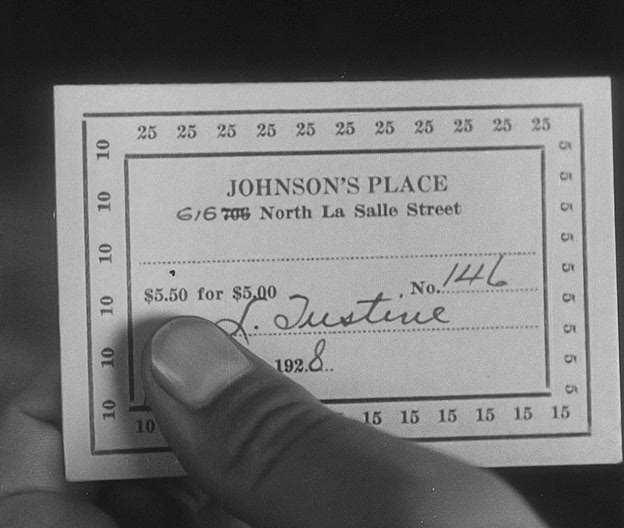 25 25 25 25 25 25 25 25 25 25 25
10 10 10 10 10 10
JOHNSON'S PLACE
616 706 North La Salle Street
$5.50 for $5.00 No. 146
L. Tustine
192 8
5 5 5 5 5 5 5 5 5
10 15 15 15 15 15 15